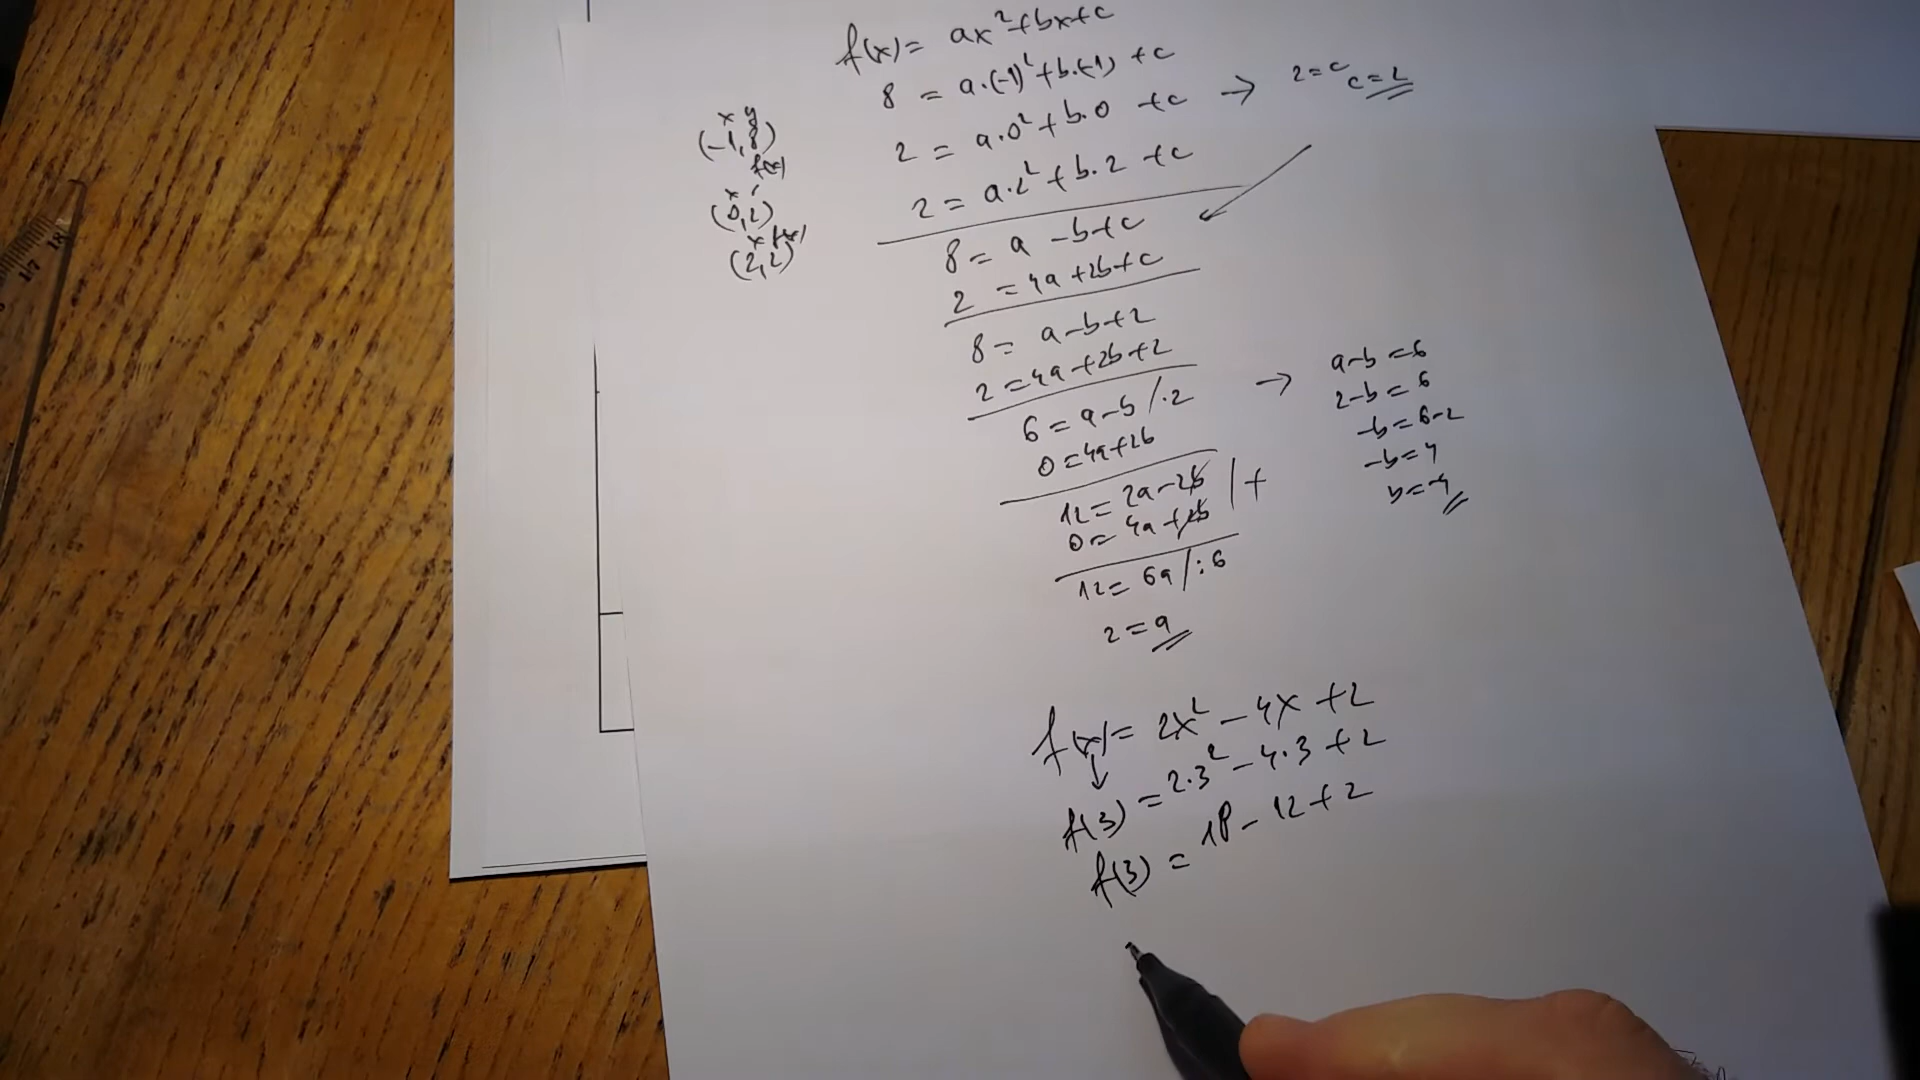 f(x) = ax²+bx+c
8 = a·(-1)²+b·(-1) +c
2 = a·0²+b·0 +c → 2=c c=2
2 = a·2²+b·2 +c
x y
(-1,8)
f(x)
x
(0,2)
x f(x)
(2,2)
8 = a -b+c
2 = 4a+2b+c
8 = a-b+2
2 = 4a+2b+2
6 = a-b /·2 →
0 = 4a+2b
12 = 2a-2b | +
0 = 4a+2b
12 = 6a /:6
2 = a
a-b = 6
2-b = 6
-b = 6-2
-b = 4
b = -4
f(x) = 2x² - 4x + 2
↓
f(3) = 2·3² - 4·3 + 2
f(3) = 18 - 12 + 2
17 18